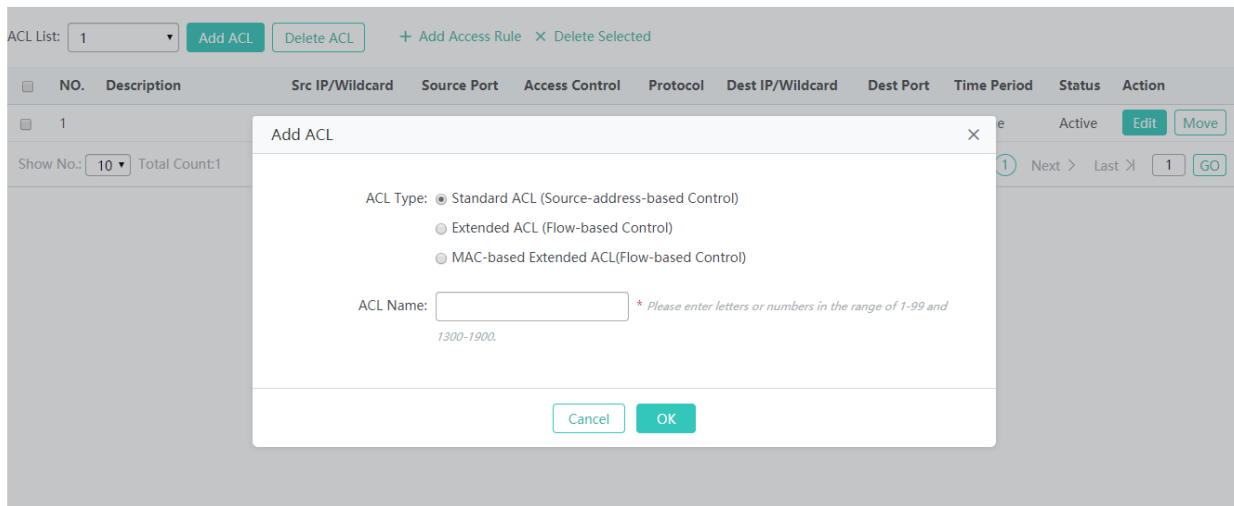 ACL List: 1 Add ACL Delete ACL + Add Access Rule × Delete Selected
NO. Description Src IP/Wildcard Source Port Access Control Protocol Dest IP/Wildcard Dest Port Time Period Status Action
1 Active Edit Move
Show No.: 10 Total Count:1 1 Next > Last 1 GO
Add ACL ×
ACL Type: Standard ACL (Source-address-based Control)
Extended ACL (Flow-based Control)
MAC-based Extended ACL(Flow-based Control)
ACL Name: * Please enter letters or numbers in the range of 1-99 and
1300-1900.
Cancel OK